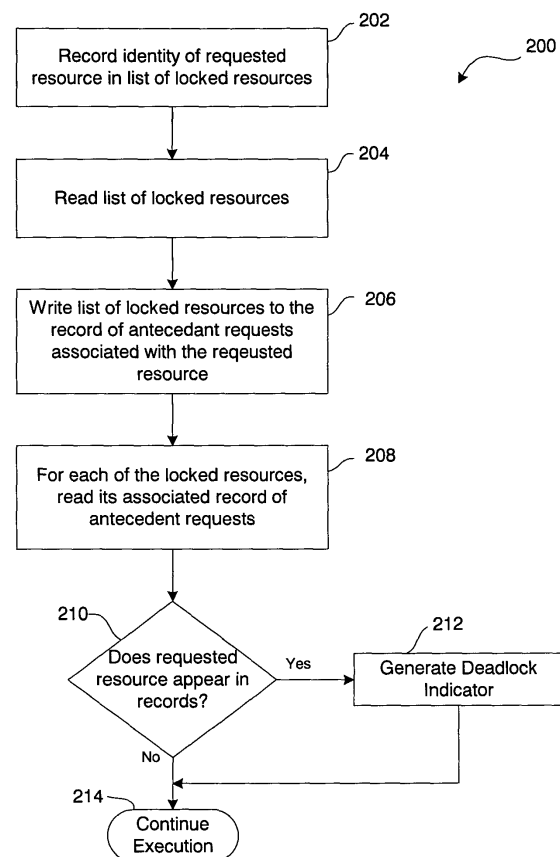 202
Record identity of requested
resource in list of locked resources
200
204
Read list of locked resources
206
Write list of locked resources to the
record of antecedant requests
associated with the reqeusted
resource
208
For each of the locked resources,
read its associated record of
antecedent requests
210
Does requested
resource appear in
records?
Yes
212
Generate Deadlock
Indicator
No
214
Continue
Execution